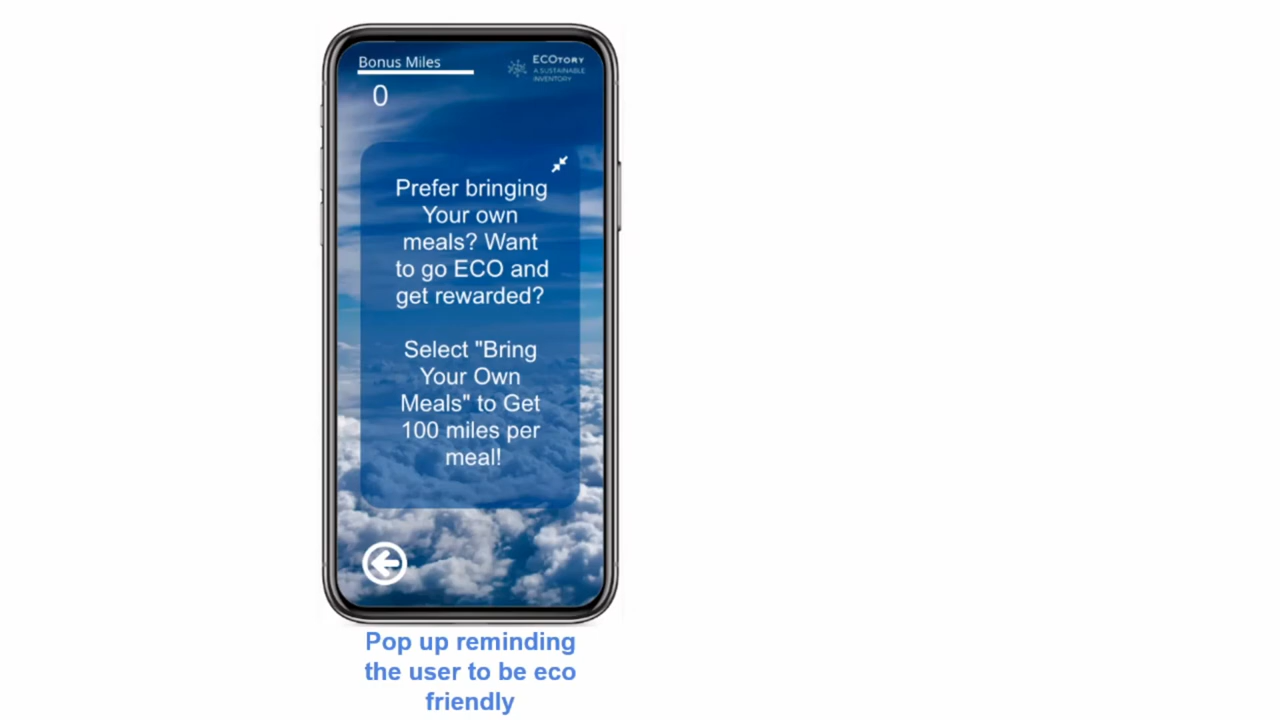 Bonus Miles
ECOTORY
A SUSTAINABLE
INVENTORY
0
Prefer bringing
Your own
meals? Want
to go ECO and
get rewarded?
Select "Bring
Your Own
Meals" to Get
100 miles per
meal!
Pop up reminding
the user to be eco
friendly